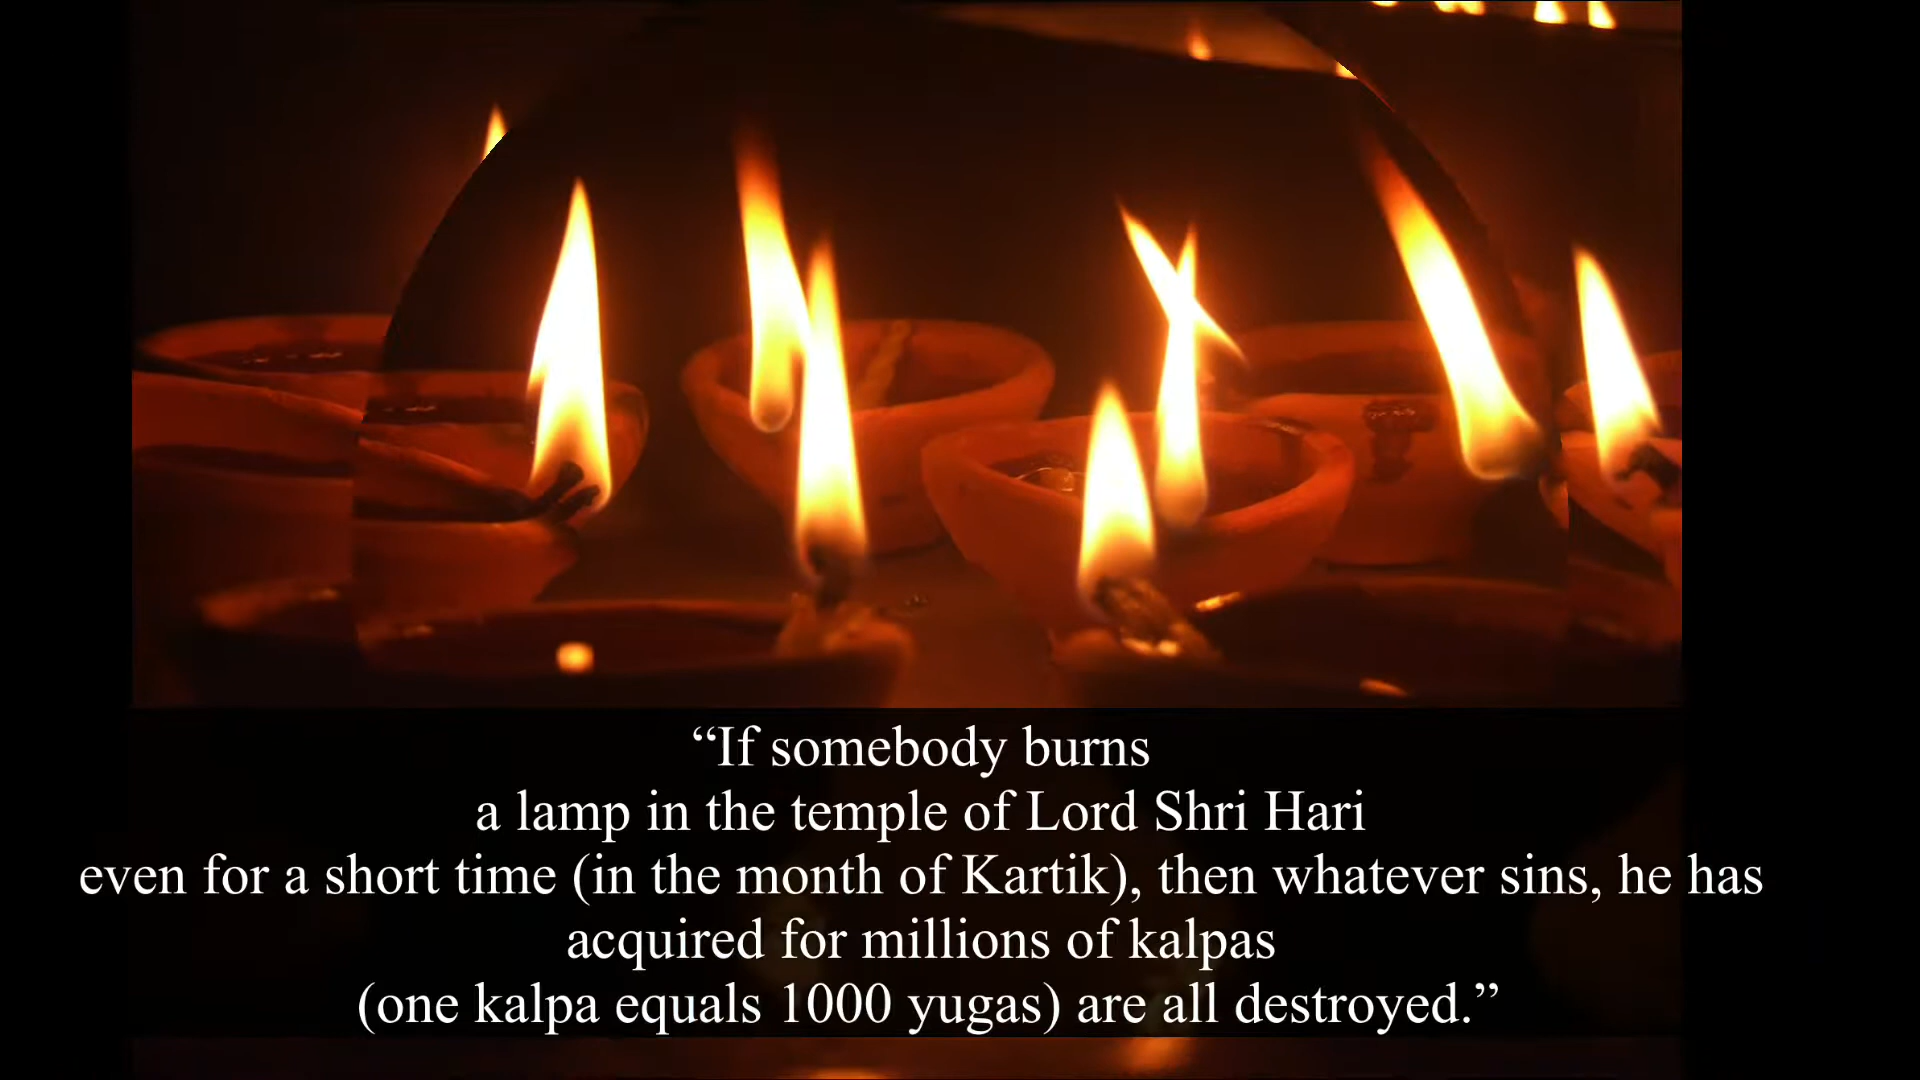 “If somebody burns
a lamp in the temple of Lord Shri Hari
even for a short time (in the month of Kartik), then whatever sins, he has
acquired for millions of kalpas
(one kalpa equals 1000 yugas) are all destroyed.”